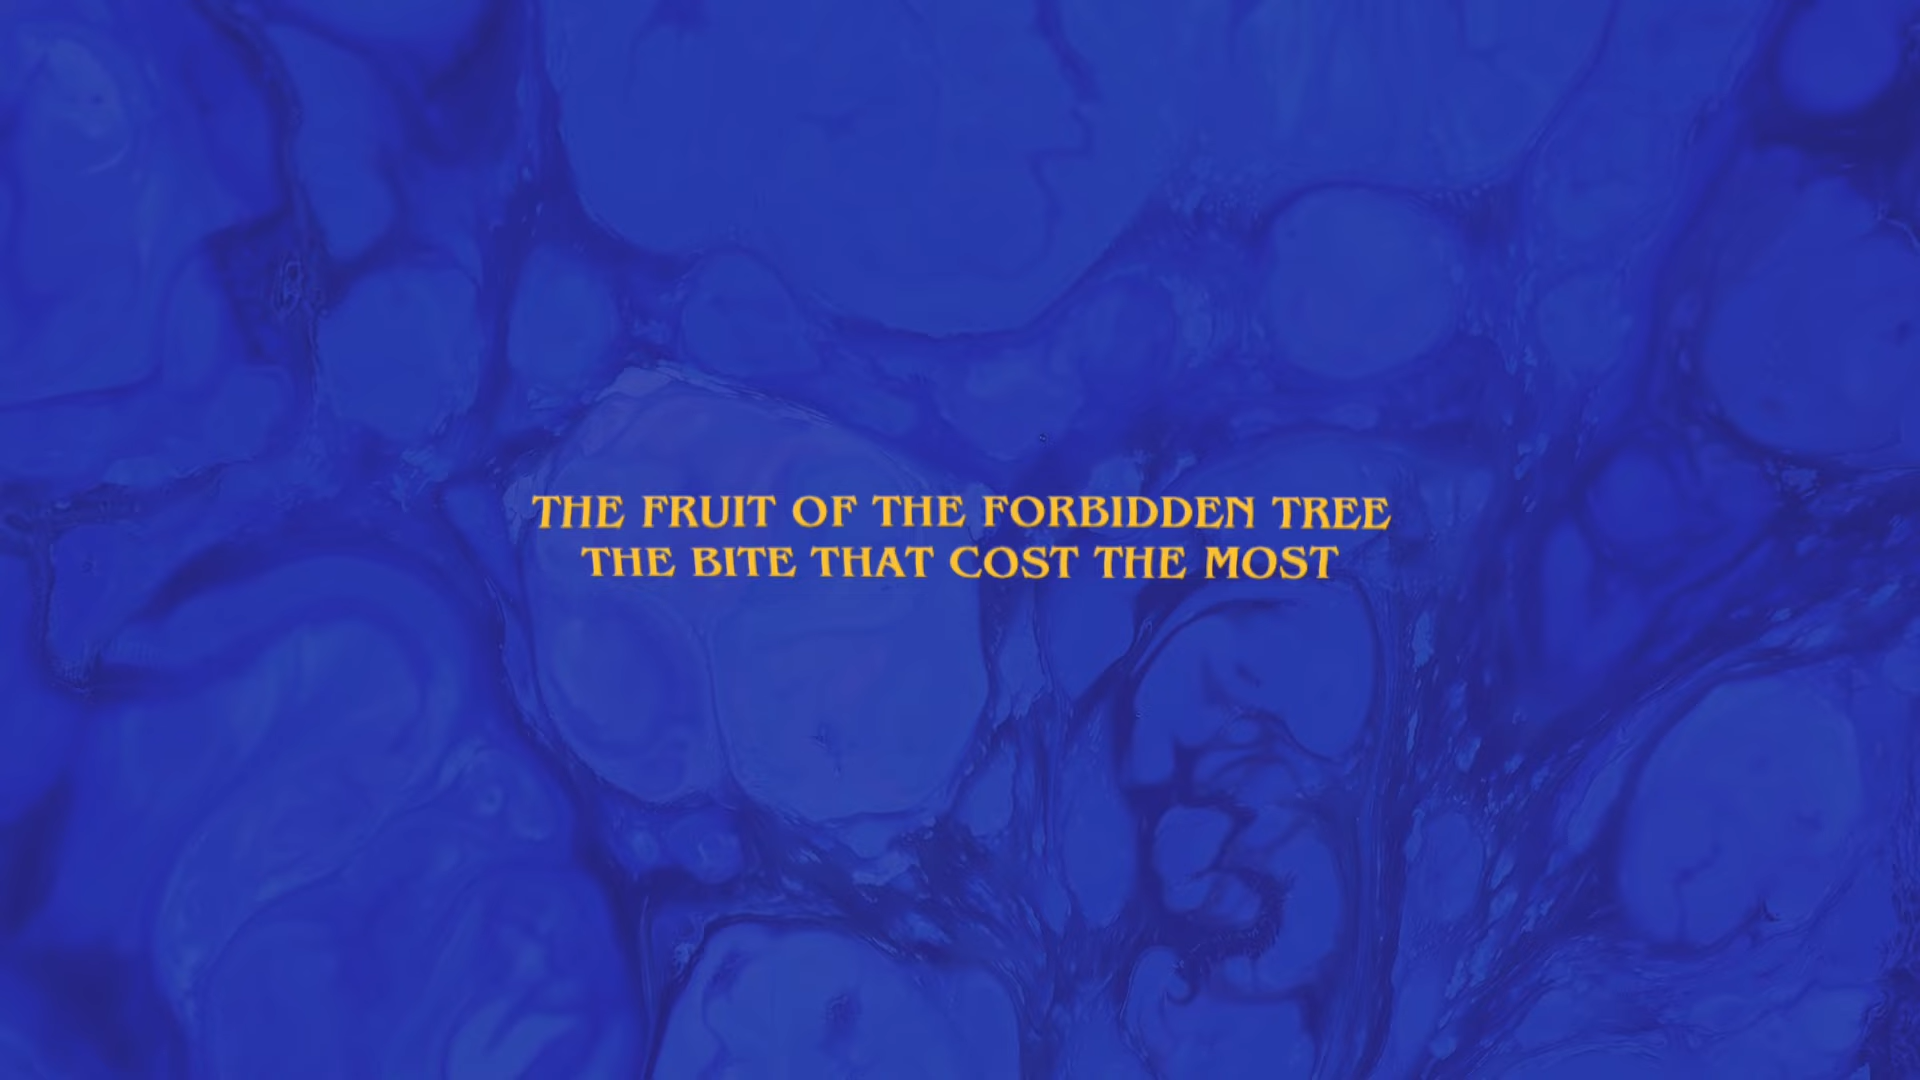 THE FRUIT OF THE FORBIDDEN TREE
THE BITE THAT COST THE MOST